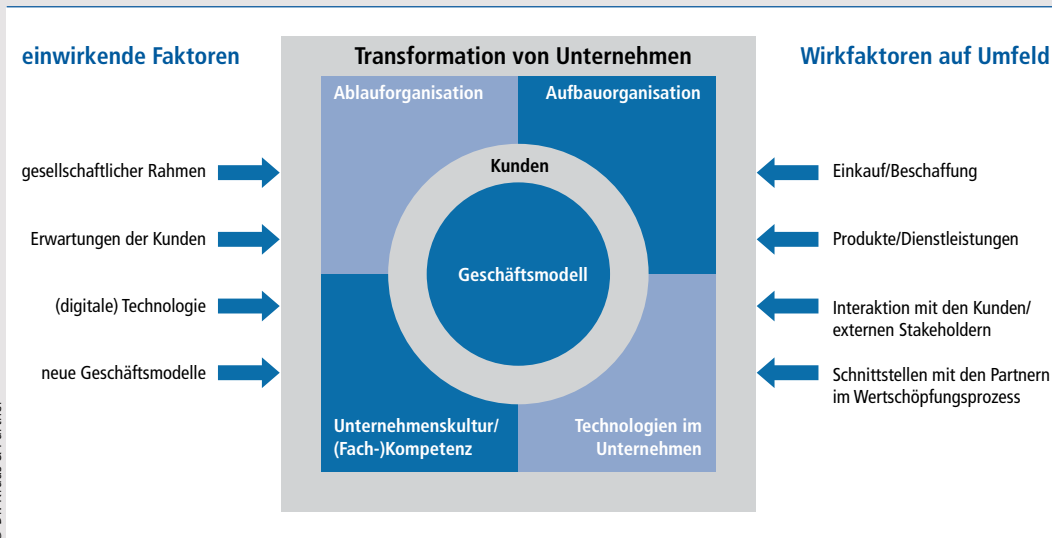 einwirkende Faktoren
gesellschaftlicher Rahmen
Erwartungen der Kunden
(digitale) Technologie
neue Geschäftsmodelle
Transformation von Unternehmen
Ablauforganisation
Aufbauorganisation
Kunden
Geschäftsmodell
Unternehmenskultur/
(Fach-)Kompetenz
Technologien im
Unternehmen
Wirkfaktoren auf Umfeld
Einkauf/Beschaffung
Produkte/Dienstleistungen
Interaktion mit den Kunden/
externen Stakeholdern
Schnittstellen mit den Partnern
im Wertschöpfungsprozess